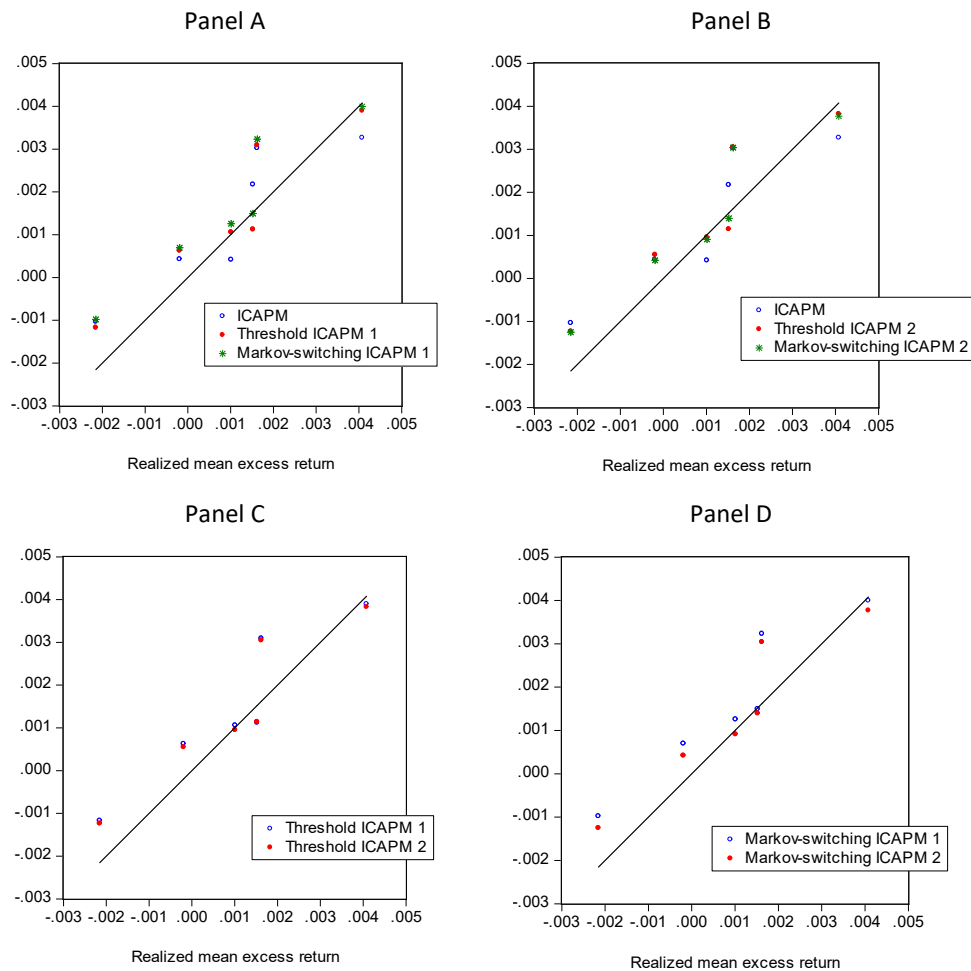 Panel A
.005
.004
.003
.002
.001
.000
-.001
-.002
-.003
ICAPM
Threshold ICAPM 1
Markov-switching ICAPM 1
-.003 -.002 -.001 .000 .001 .002 .003 .004 .005
Realized mean excess return
Panel B
.005
.004
.003
.002
.001
.000
-.001
-.002
-.003
ICAPM
Threshold ICAPM 2
Markov-switching ICAPM 2
-.003 -.002 -.001 .000 .001 .002 .003 .004 .005
Realized mean excess return
Panel C
.005
.004
.003
.002
.001
.000
-.001
-.002
-.003
Threshold ICAPM 1
Threshold ICAPM 2
-.003 -.002 -.001 .000 .001 .002 .003 .004 .005
Realized mean excess return
Panel D
.005
.004
.003
.002
.001
.000
-.001
-.002
-.003
Markov-switching ICAPM 1
Markov-switching ICAPM 2
-.003 -.002 -.001 .000 .001 .002 .003 .004 .005
Realized mean excess return